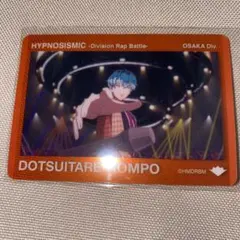 HYPNOSISMIC -Division Rap Battle- OSAKA Div.
DOTSUITARE HOMPO